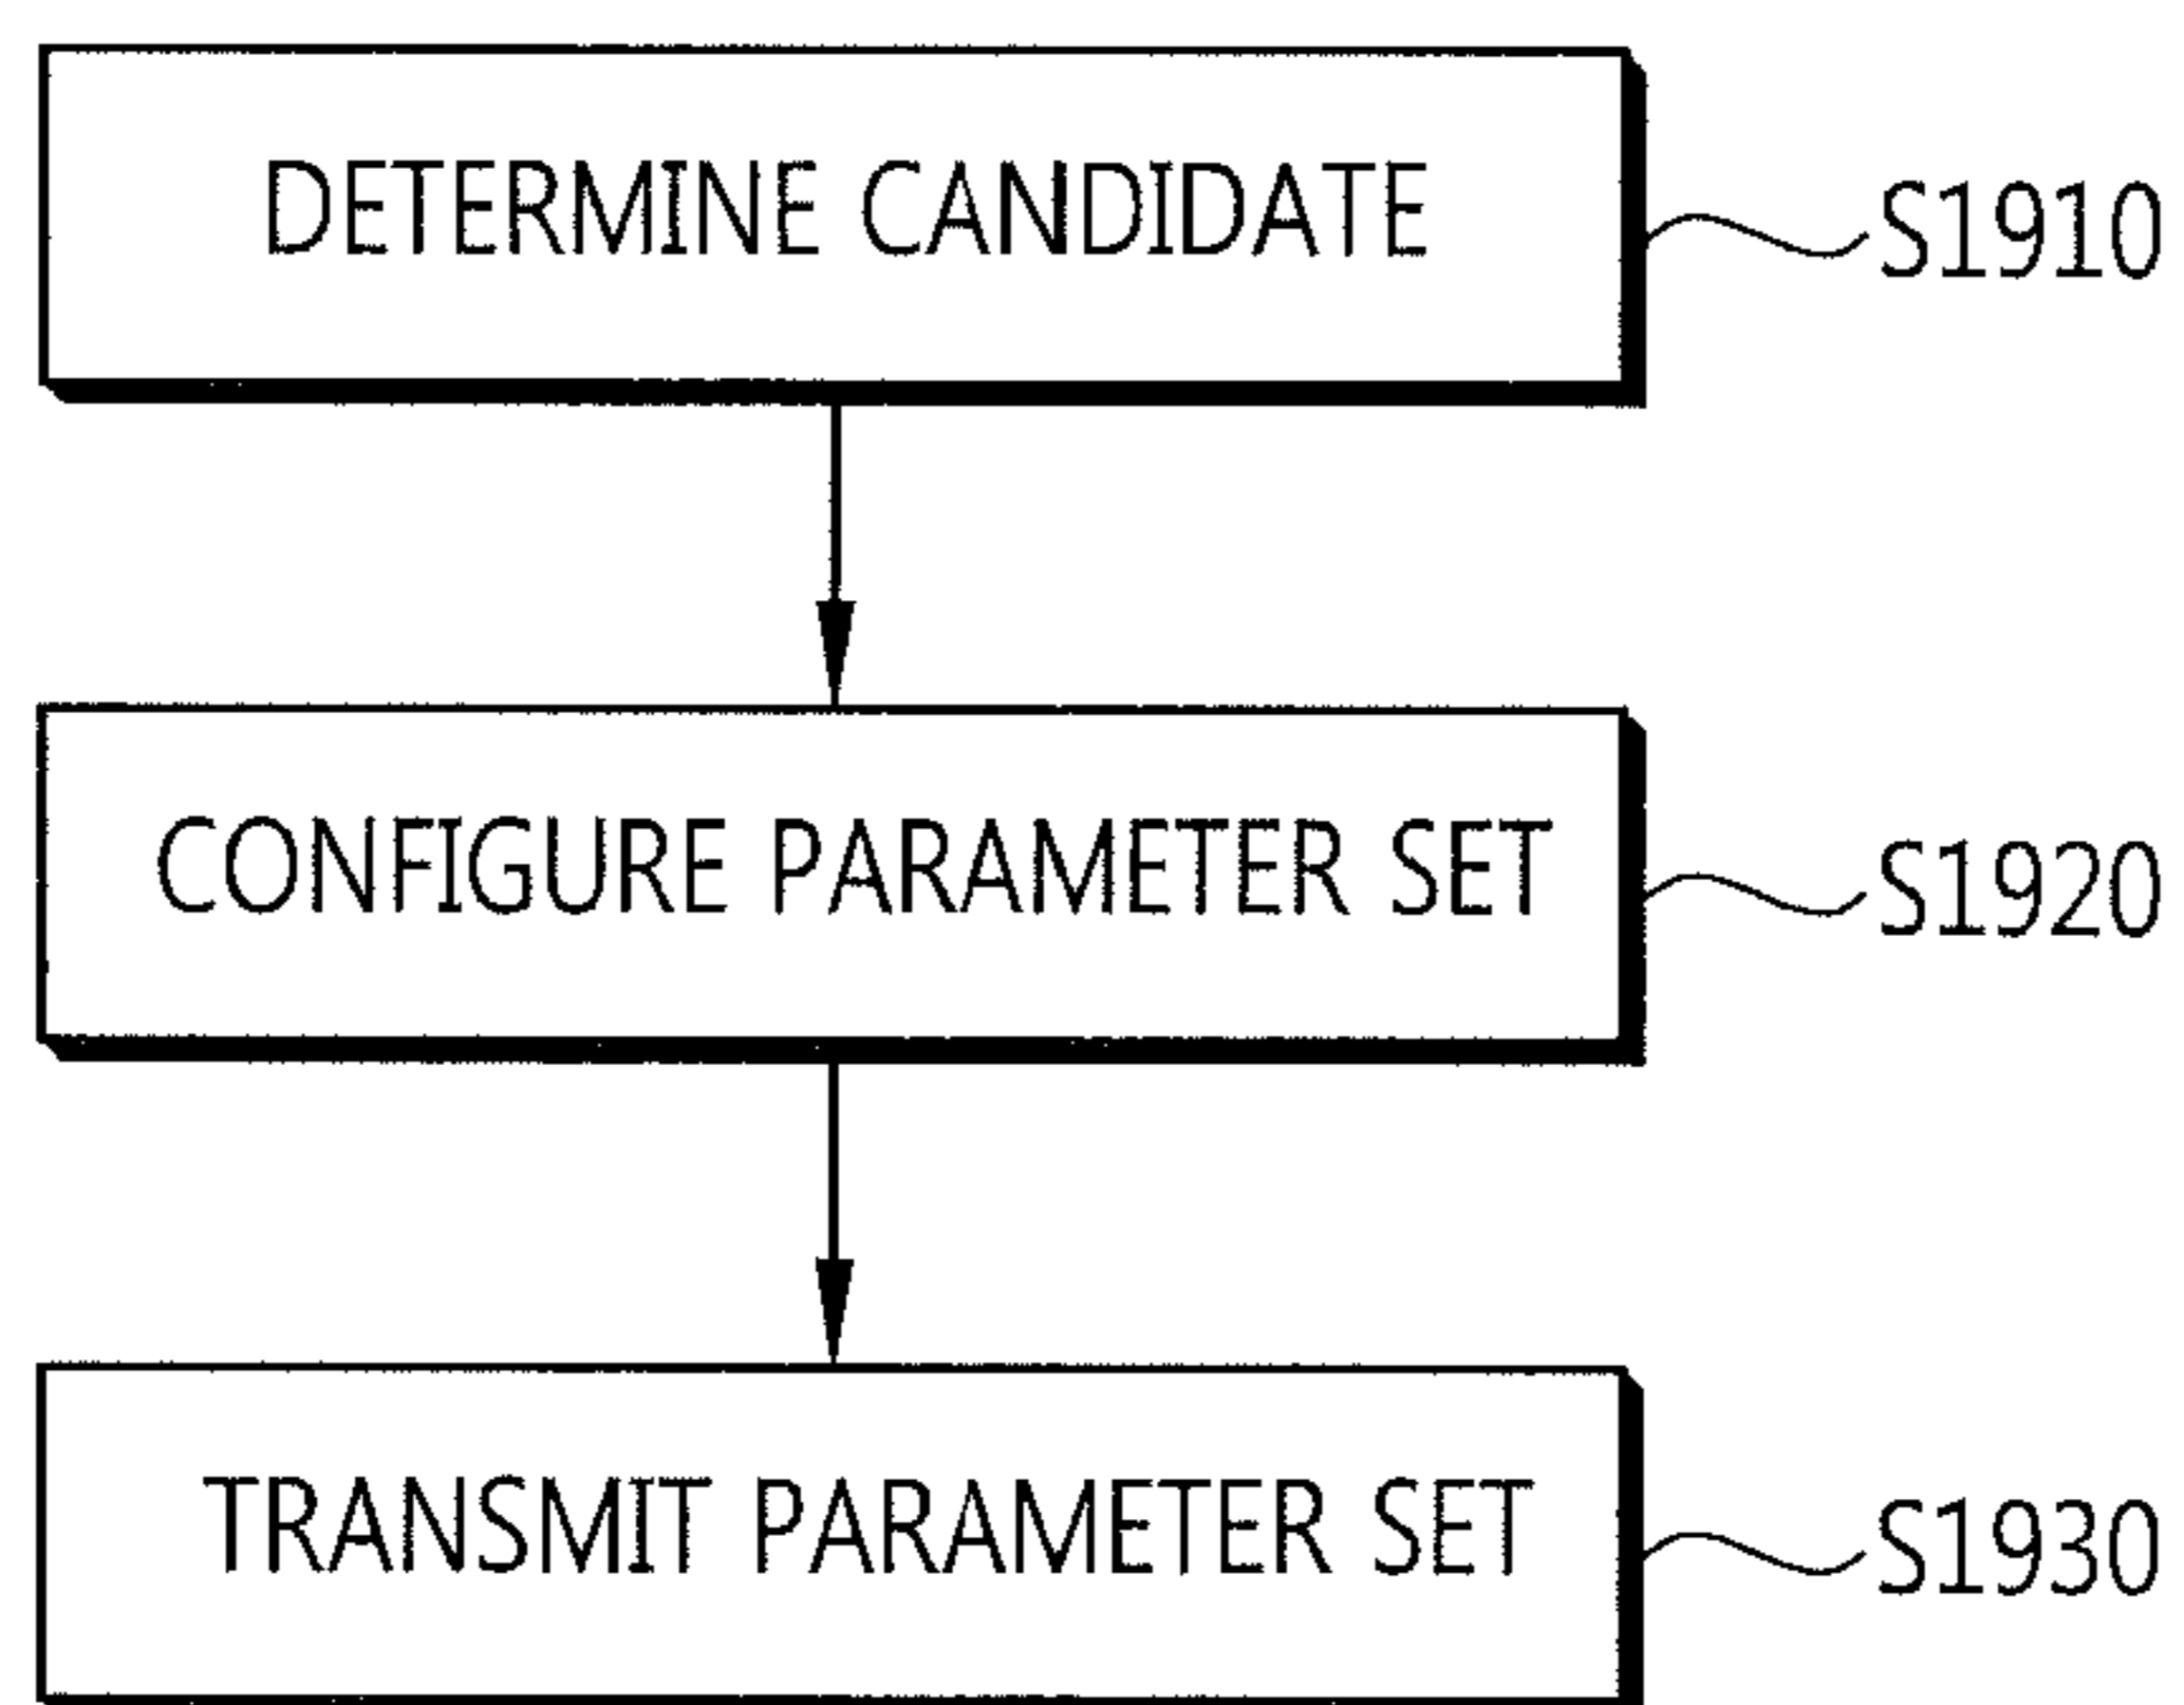 DETERMINE CANDIDATE
S1910
CONFIGURE PARAMETER SET
S1920
TRANSMIT PARAMETER SET
S1930